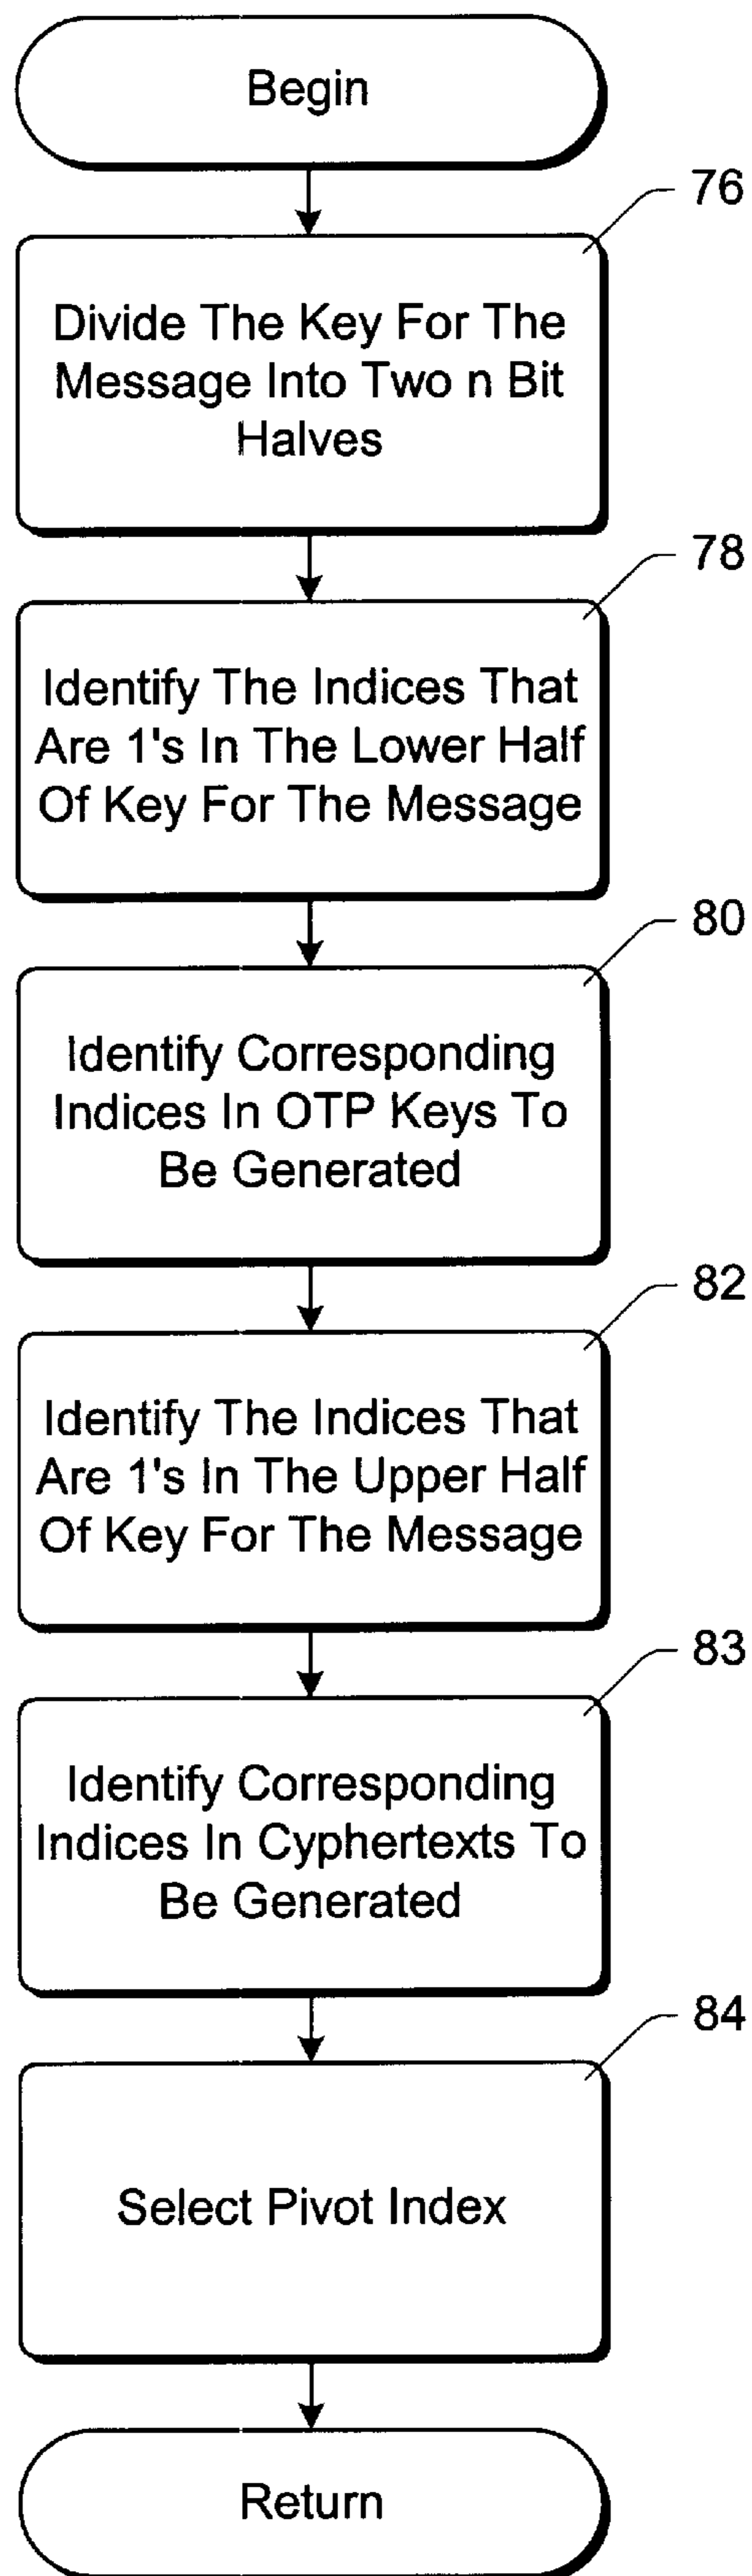 Begin
76
Divide The Key For The
Message Into Two n Bit
Halves
78
Identify The Indices That
Are 1's In The Lower Half
Of Key For The Message
80
Identify Corresponding
Indices In OTP Keys To
Be Generated
82
Identify The Indices That
Are 1's In The Upper Half
Of Key For The Message
83
Identify Corresponding
Indices In Cyphertexts To
Be Generated
84
Select Pivot Index
Return